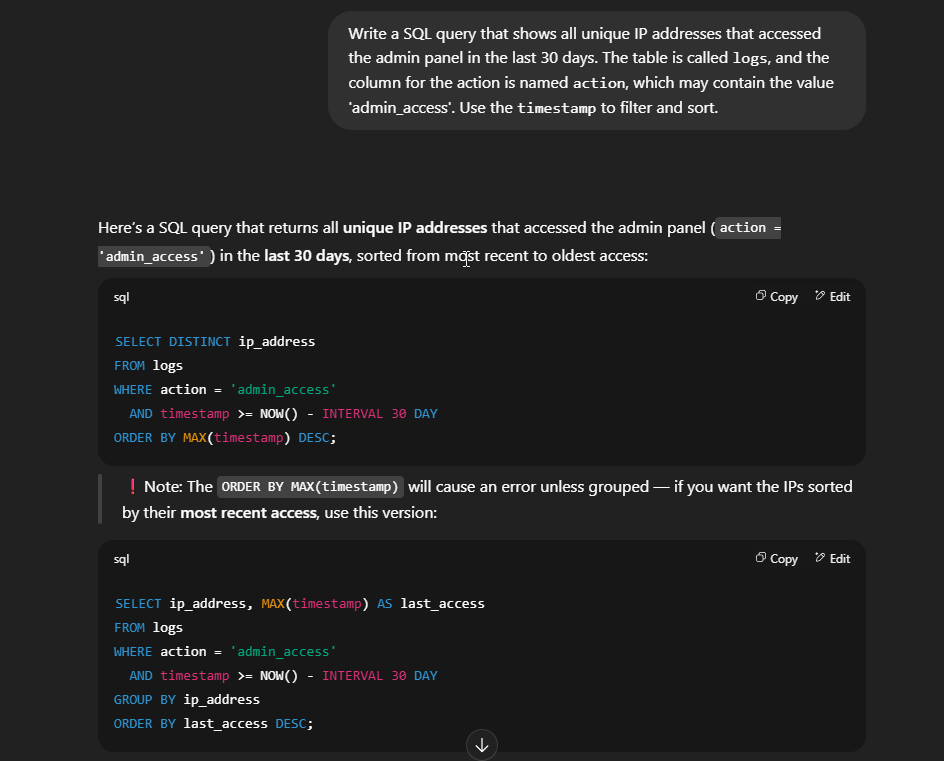 Write a SQL query that shows all unique IP addresses that accessed
the admin panel in the last 30 days. The table is called logs, and the
column for the action is named action, which may contain the value
'admin_access'. Use the timestamp to filter and sort.
Here's a SQL query that returns all unique IP addresses that accessed the admin panel (action =
'admin_access') in the last 30 days, sorted from most recent to oldest access:
sql Copy Edit
SELECT DISTINCT ip_address
FROM logs
WHERE action = 'admin_access'
  AND timestamp >= NOW() - INTERVAL 30 DAY
ORDER BY MAX(timestamp) DESC;
❗ Note: The ORDER BY MAX(timestamp) will cause an error unless grouped — if you want the IPs sorted
by their most recent access, use this version:
sql Copy Edit
SELECT ip_address, MAX(timestamp) AS last_access
FROM logs
WHERE action = 'admin_access'
  AND timestamp >= NOW() - INTERVAL 30 DAY
GROUP BY ip_address
ORDER BY last_access DESC;